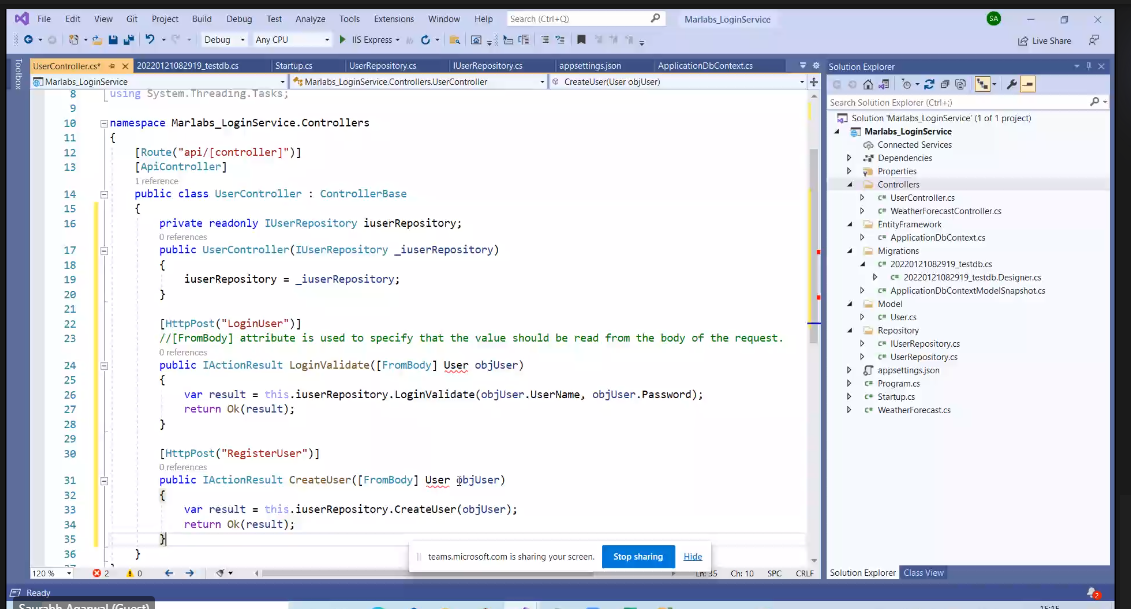 File Edit View Git Project Build Debug Test Analyze Tools Extensions Window Help Search (Ctrl+Q) Marlabs_LoginService SA
Debug Any CPU IIS Express Live Share
Toolbox
UserController.cs* 20220121082919_testdb.cs Startup.cs UserRepository.cs IUserRepository.cs appsettings.json ApplicationDbContext.cs
Marlabs_LoginService Marlabs_LoginService.Controllers.UserController CreateUser(User objUser)
8 using System.Threading.Tasks;
9
10 namespace Marlabs_LoginService.Controllers
11 {
12 [Route("api/[controller]")]
13 [ApiController]
1 reference
14 public class UserController : ControllerBase
15 {
16 private readonly IUserRepository iuserRepository;
0 references
17 public UserController(IUserRepository _iuserRepository)
18 {
19 iuserRepository = _iuserRepository;
20 }
21
22 [HttpPost("LoginUser")]
23 //[FromBody] attribute is used to specify that the value should be read from the body of the request.
0 references
24 public IActionResult LoginValidate([FromBody] User objUser)
25 {
26 var result = this.iuserRepository.LoginValidate(objUser.UserName, objUser.Password);
27 return Ok(result);
28 }
29
30 [HttpPost("RegisterUser")]
0 references
31 public IActionResult CreateUser([FromBody] User objUser)
32 {
33 var result = this.iuserRepository.CreateUser(objUser);
34 return Ok(result);
35 }
36 }
120 % 2 0 Ln: 35 Ch: 10 SPC CRLF
teams.microsoft.com is sharing your screen. Stop sharing Hide
Solution Explorer
Search Solution Explorer (Ctrl+;)
Solution 'Marlabs_LoginService' (1 of 1 project)
Marlabs_LoginService
Connected Services
Dependencies
Properties
Controllers
UserController.cs
WeatherForecastController.cs
EntityFramework
ApplicationDbContext.cs
Migrations
20220121082919_testdb.cs
20220121082919_testdb.Designer.cs
ApplicationDbContextModelSnapshot.cs
Model
User.cs
Repository
IUserRepository.cs
UserRepository.cs
appsettings.json
Program.cs
Startup.cs
WeatherForecast.cs
Solution Explorer Class View
Ready 2
Saurabh Agarwal (Guest)